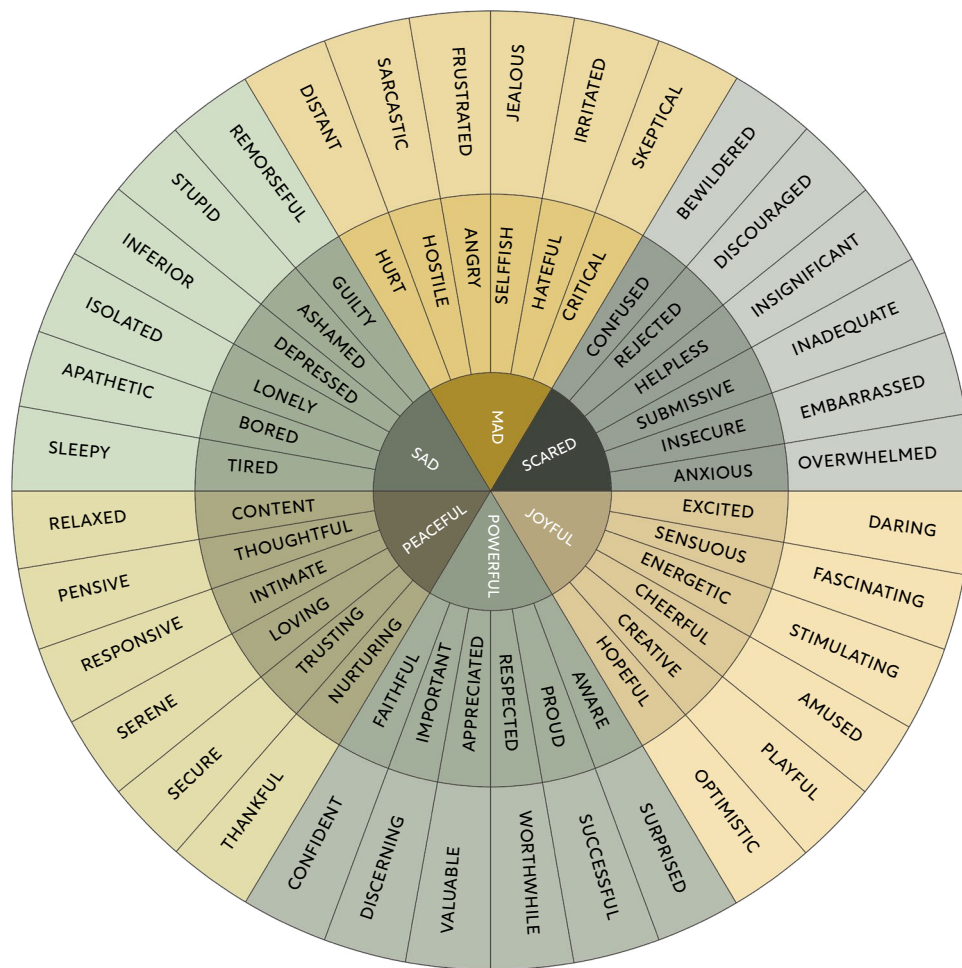 MAD
SCARED
JOYFUL
POWERFUL
PEACEFUL
SAD
HURT
HOSTILE
ANGRY
SELFFISH
HATEFUL
CRITICAL
CONFUSED
REJECTED
HELPLESS
SUBMISSIVE
INSECURE
ANXIOUS
EXCITED
SENSUOUS
ENERGETIC
CHEERFUL
CREATIVE
HOPEFUL
AWARE
PROUD
RESPECTED
APPRECIATED
IMPORTANT
FAITHFUL
NURTURING
TRUSTING
LOVING
INTIMATE
THOUGHTFUL
CONTENT
TIRED
BORED
LONELY
DEPRESSED
ASHAMED
GUILTY
DISTANT
SARCASTIC
FRUSTRATED
JEALOUS
IRRITATED
SKEPTICAL
BEWILDERED
DISCOURAGED
INSIGNIFICANT
INADEQUATE
EMBARRASSED
OVERWHELMED
DARING
FASCINATING
STIMULATING
AMUSED
PLAYFUL
OPTIMISTIC
SURPRISED
SUCCESSFUL
WORTHWHILE
VALUABLE
DISCERNING
CONFIDENT
THANKFUL
SECURE
SERENE
RESPONSIVE
PENSIVE
RELAXED
SLEEPY
APATHETIC
ISOLATED
INFERIOR
STUPID
REMORSEFUL